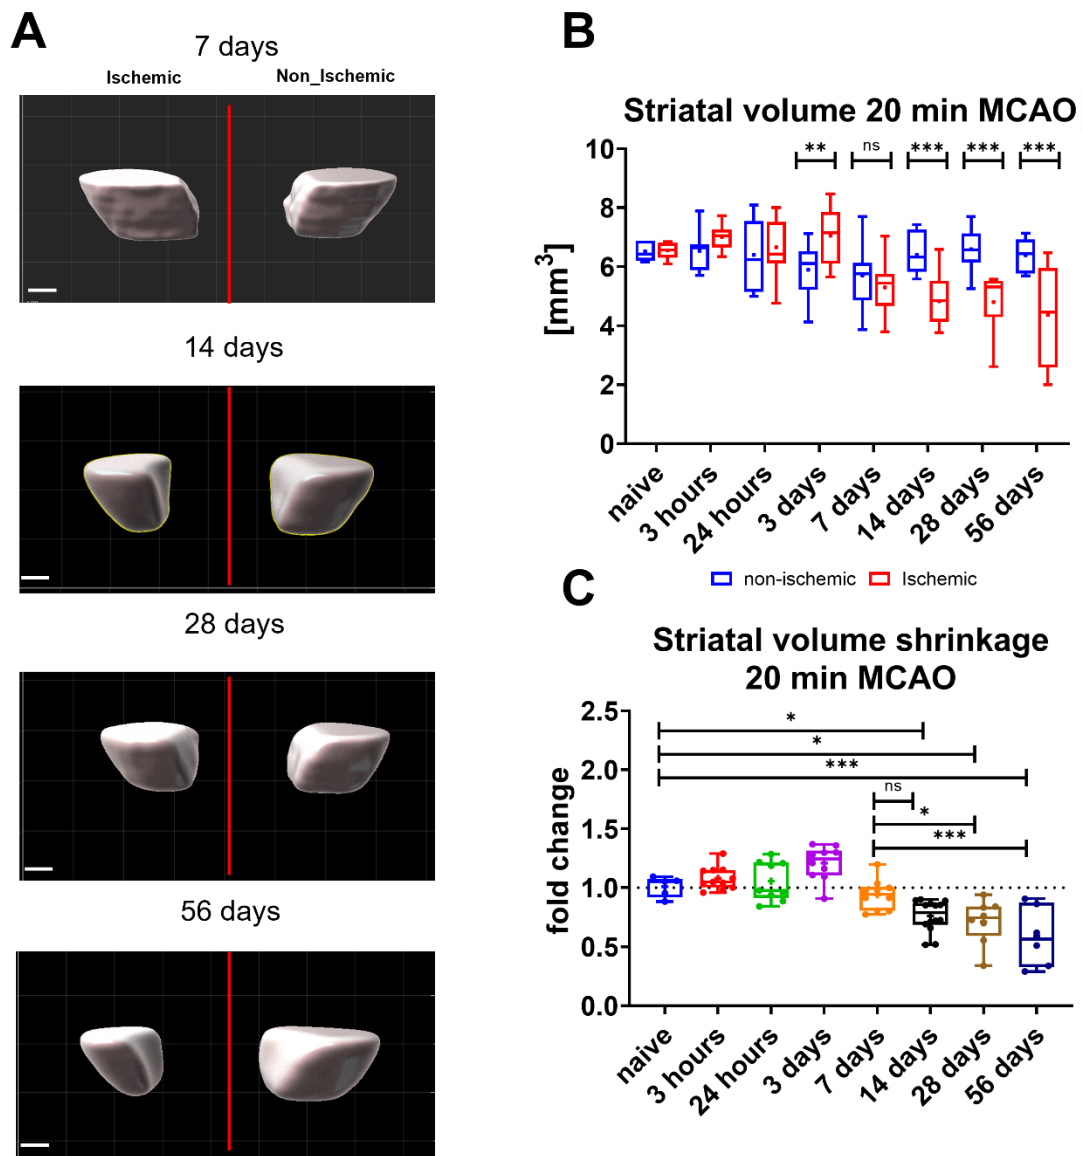 A
7 days
Ischemic
Non_Ischemic
14 days
28 days
56 days
B
Striatal volume 20 min MCAO
** ns *** *** ***
[mm³]
10
8
6
4
2
0
naive
3 hours
24 hours
3 days
7 days
14 days
28 days
56 days
non-ischemic
Ischemic
C
Striatal volume shrinkage
20 min MCAO
fold change
2.5
2.0
1.5
1.0
0.5
0.0
*
*
***
ns
*
***
naive
3 hours
24 hours
3 days
7 days
14 days
28 days
56 days